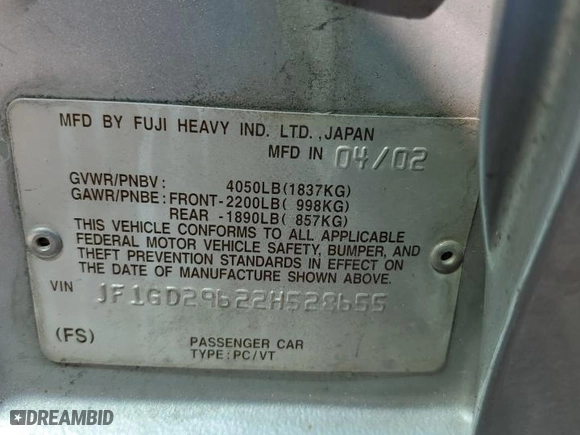 MFD BY FUJI HEAVY IND. LTD.,JAPAN
MFD IN 04/02
GVWR/PNBV : 4050LB(1837KG)
GAWR/PNBE:FRONT-2200LB( 998KG)
REAR -1890LB( 857KG)
THIS VEHICLE CONFORMS TO ALL APPLICABLE
FEDERAL MOTOR VEHICLE SAFETY, BUMPER, AND
THEFT PREVENTION STANDARDS IN EFFECT ON
THE DATE OF MANUFACTURE SHOWN ABOVE.
VIN JF1GD29622H528655
(FS) PASSENGER CAR
TYPE:PC/VT
DREAMBID